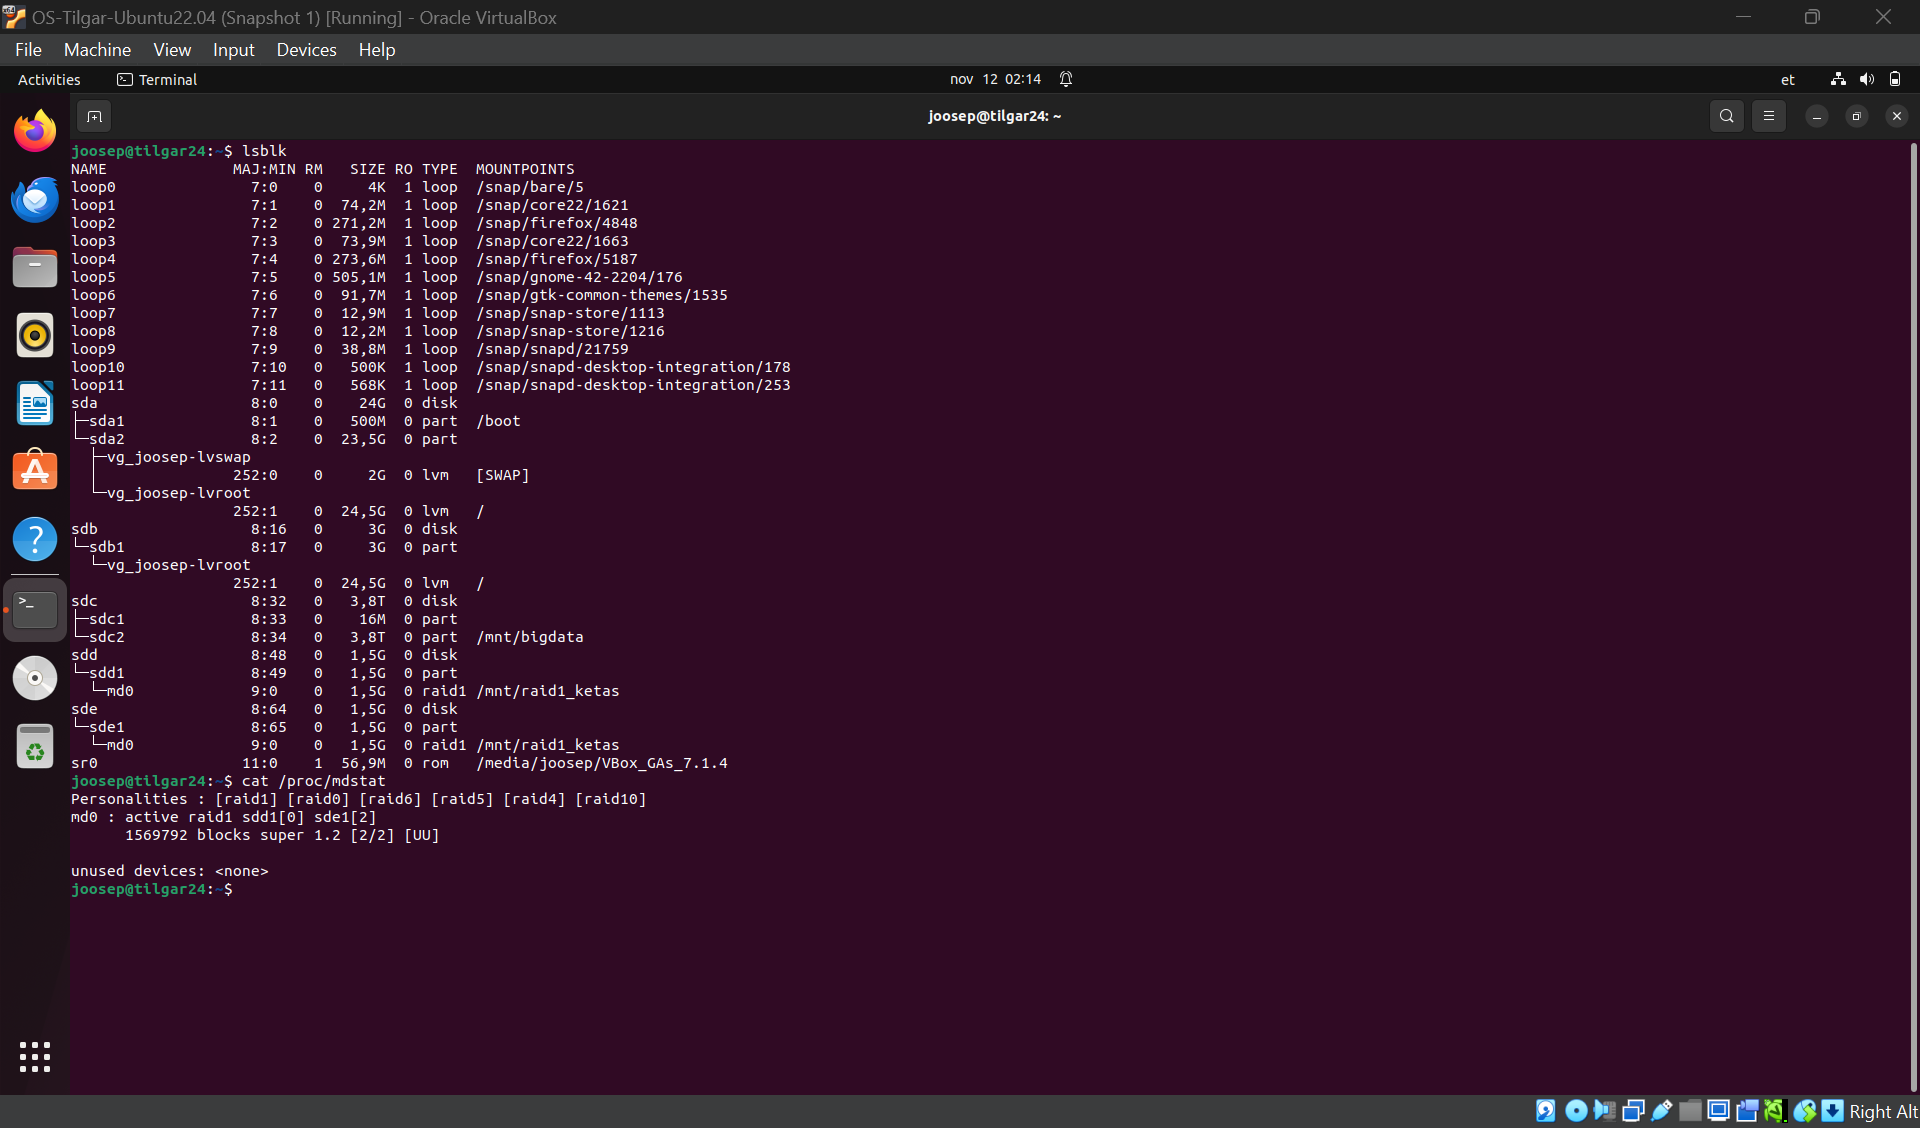 OS-Tilgar-Ubuntu22.04 (Snapshot 1) [Running] - Oracle VirtualBox
File Machine View Input Devices Help
Activities Terminal nov 12 02:14 et
joosep@tilgar24: ~
joosep@tilgar24:~$ lsblk
NAME MAJ:MIN RM SIZE RO TYPE MOUNTPOINTS
loop0 7:0 0 4K 1 loop /snap/bare/5
loop1 7:1 0 74,2M 1 loop /snap/core22/1621
loop2 7:2 0 271,2M 1 loop /snap/firefox/4848
loop3 7:3 0 73,9M 1 loop /snap/core22/1663
loop4 7:4 0 273,6M 1 loop /snap/firefox/5187
loop5 7:5 0 505,1M 1 loop /snap/gnome-42-2204/176
loop6 7:6 0 91,7M 1 loop /snap/gtk-common-themes/1535
loop7 7:7 0 12,9M 1 loop /snap/snap-store/1113
loop8 7:8 0 12,2M 1 loop /snap/snap-store/1216
loop9 7:9 0 38,8M 1 loop /snap/snapd/21759
loop10 7:10 0 500K 1 loop /snap/snapd-desktop-integration/178
loop11 7:11 0 568K 1 loop /snap/snapd-desktop-integration/253
sda 8:0 0 24G 0 disk
├─sda1 8:1 0 500M 0 part /boot
└─sda2 8:2 0 23,5G 0 part
├─vg_joosep-lvswap
252:0 0 2G 0 lvm [SWAP]
└─vg_joosep-lvroot
252:1 0 24,5G 0 lvm /
sdb 8:16 0 3G 0 disk
└─sdb1 8:17 0 3G 0 part
└─vg_joosep-lvroot
252:1 0 24,5G 0 lvm /
sdc 8:32 0 3,8T 0 disk
├─sdc1 8:33 0 16M 0 part
└─sdc2 8:34 0 3,8T 0 part /mnt/bigdata
sdd 8:48 0 1,5G 0 disk
└─sdd1 8:49 0 1,5G 0 part
└─md0 9:0 0 1,5G 0 raid1 /mnt/raid1_ketas
sde 8:64 0 1,5G 0 disk
└─sde1 8:65 0 1,5G 0 part
└─md0 9:0 0 1,5G 0 raid1 /mnt/raid1_ketas
sr0 11:0 1 56,9M 0 rom /media/joosep/VBox_GAs_7.1.4
joosep@tilgar24:~$ cat /proc/mdstat
Personalities : [raid1] [raid0] [raid6] [raid5] [raid4] [raid10]
md0 : active raid1 sdd1[0] sde1[2]
1569792 blocks super 1.2 [2/2] [UU]
unused devices: <none>
joosep@tilgar24:~$
Right Alt